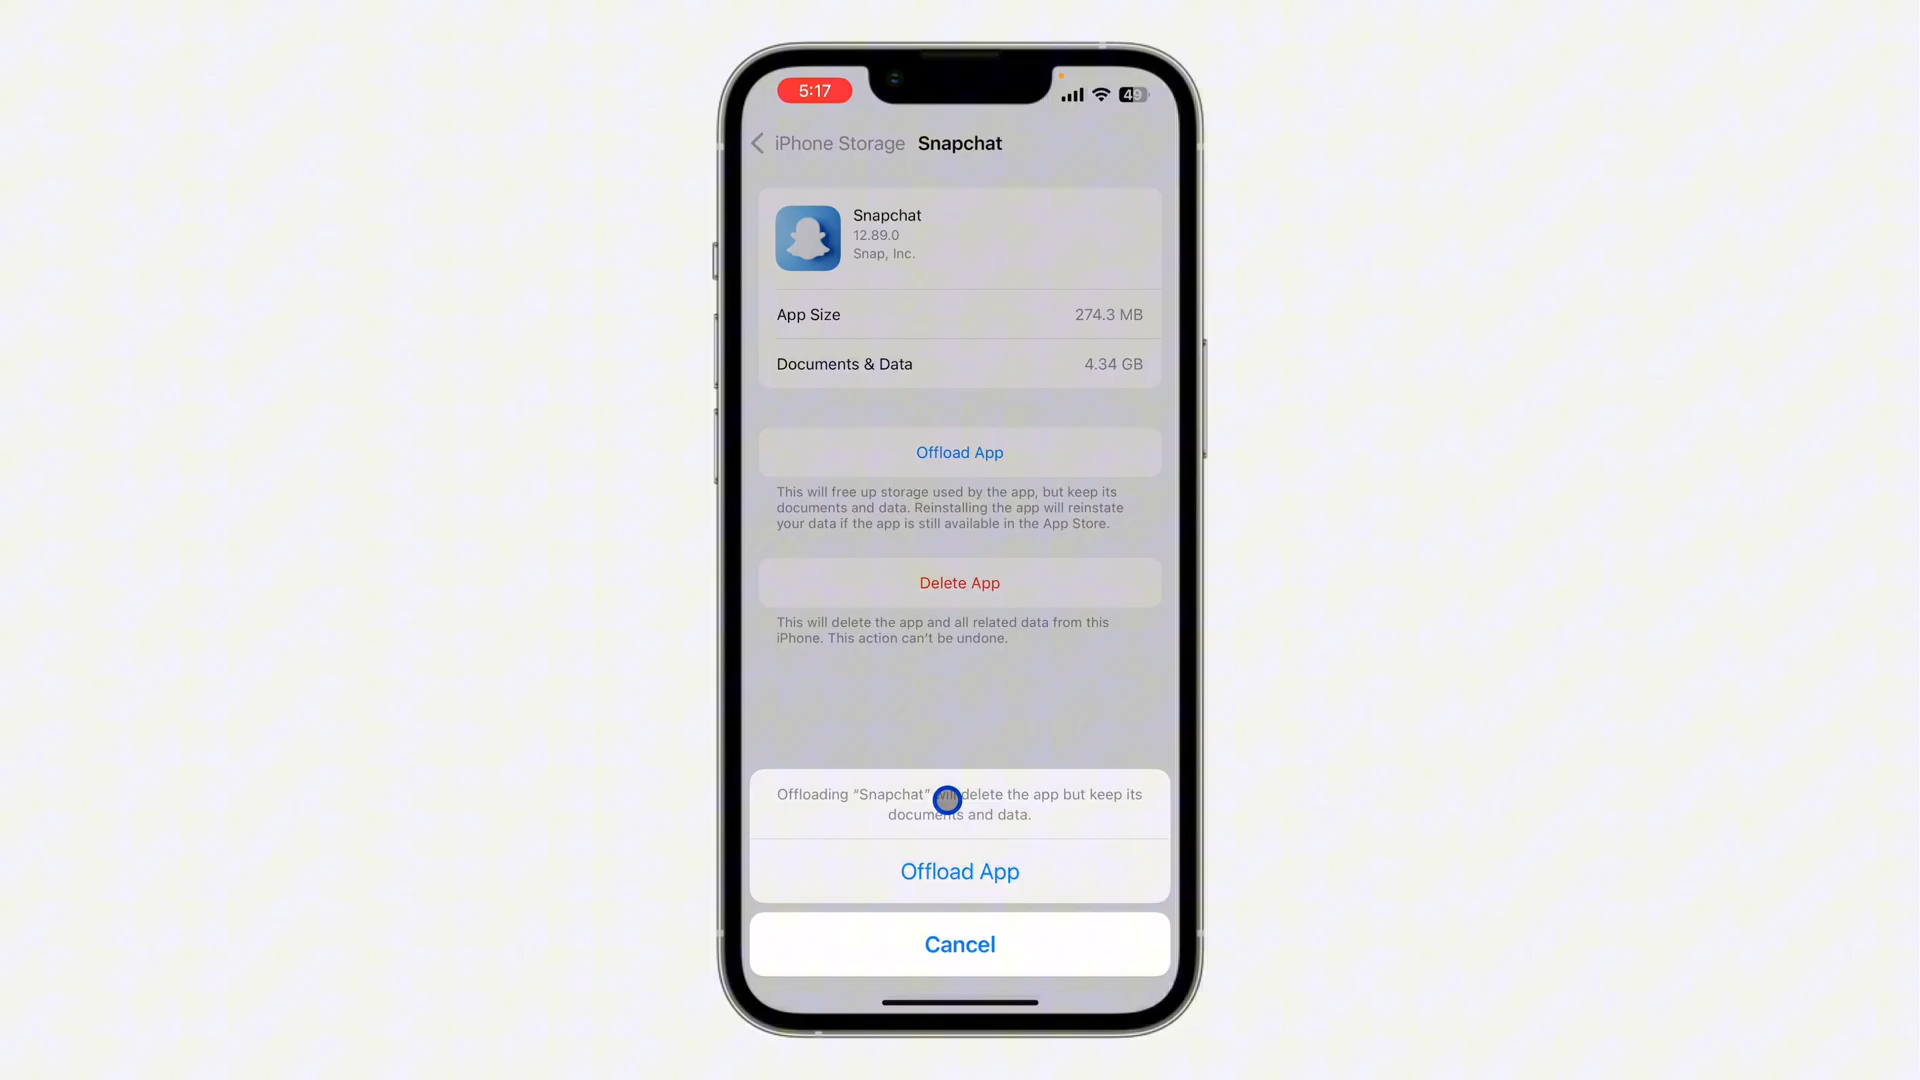 5:17
49
iPhone Storage Snapchat
Snapchat
12.89.0
Snap, Inc.
App Size 274.3 MB
Documents & Data 4.34 GB
Offload App
This will free up storage used by the app, but keep its
documents and data. Reinstalling the app will reinstate
your data if the app is still available in the App Store.
Delete App
This will delete the app and all related data from this
iPhone. This action can't be undone.
Offloading “Snapchat” will delete the app but keep its
documents and data.
Offload App
Cancel